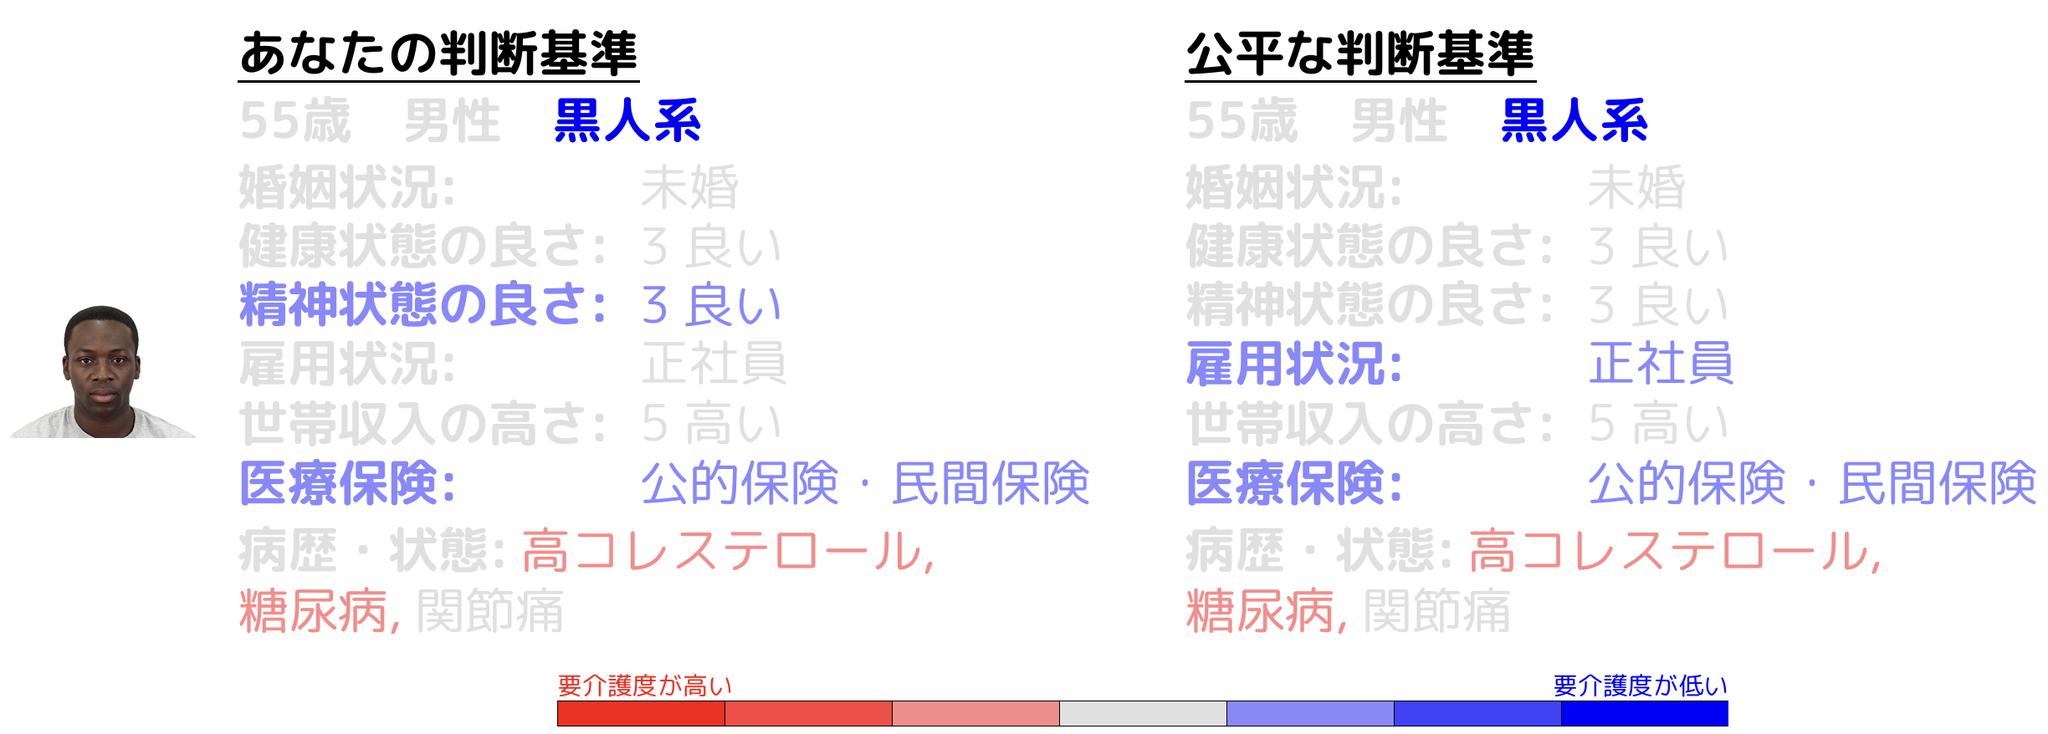 あなたの判断基準
55歳 男性 黒人系
婚姻状況: 未婚
健康状態の良さ: 3 良い
精神状態の良さ: 3 良い
雇用状況: 正社員
世帯収入の高さ: 5 高い
医療保険: 公的保険・民間保険
病歴・状態: 高コレステロール,
糖尿病, 関節痛
公平な判断基準
55歳 男性 黒人系
婚姻状況: 未婚
健康状態の良さ: 3 良い
精神状態の良さ: 3 良い
雇用状況: 正社員
世帯収入の高さ: 5 高い
医療保険: 公的保険・民間保険
病歴・状態: 高コレステロール,
糖尿病, 関節痛
要介護度が高い
要介護度が低い